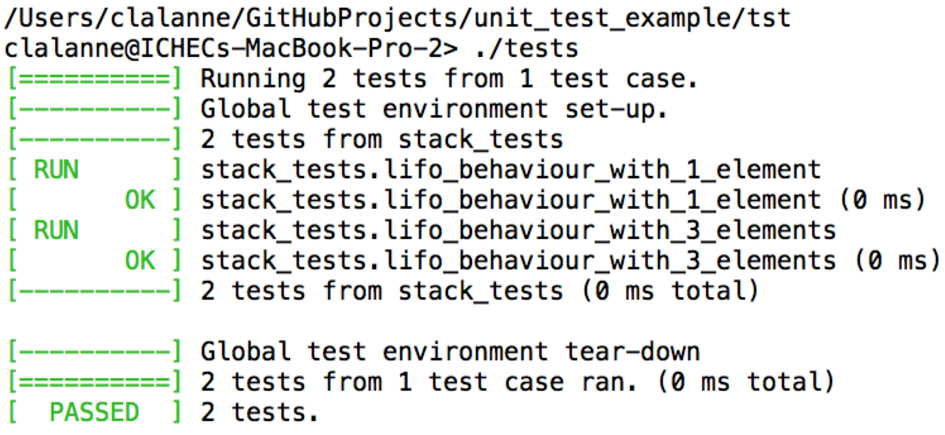 /Users/clalanne/GitHubProjects/unit_test_example/tst
clalanne@ICHECs-MacBook-Pro-2> ./tests
[==========] Running 2 tests from 1 test case.
[----------] Global test environment set-up.
[----------] 2 tests from stack_tests
[ RUN      ] stack_tests.lifo_behaviour_with_1_element
[       OK ] stack_tests.lifo_behaviour_with_1_element (0 ms)
[ RUN      ] stack_tests.lifo_behaviour_with_3_elements
[       OK ] stack_tests.lifo_behaviour_with_3_elements (0 ms)
[----------] 2 tests from stack_tests (0 ms total)

[----------] Global test environment tear-down
[==========] 2 tests from 1 test case ran. (0 ms total)
[  PASSED  ] 2 tests.